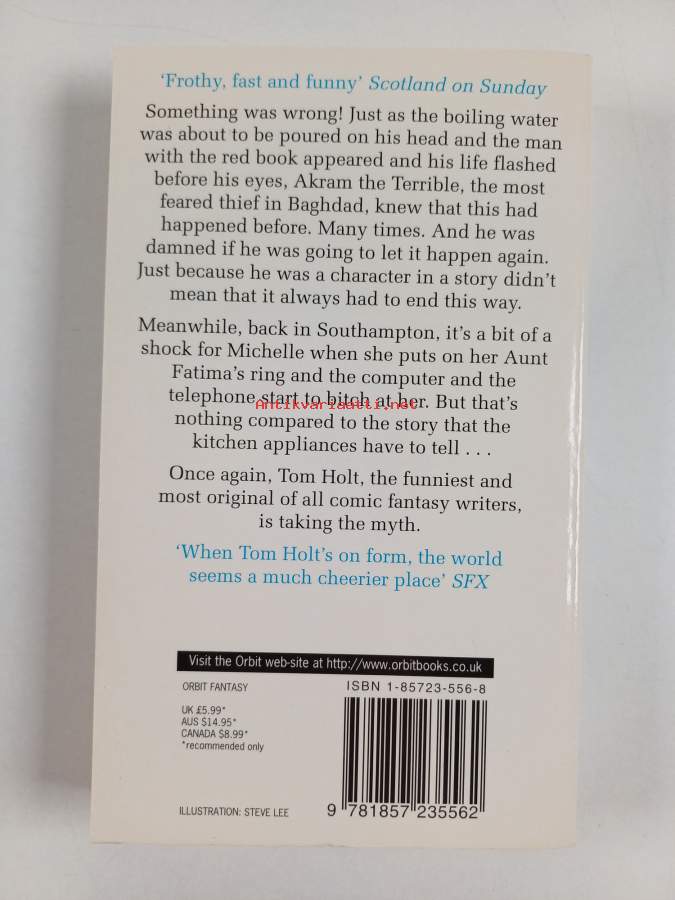 ‘Frothy, fast and funny’ Scotland on Sunday
Something was wrong! Just as the boiling water
was about to be poured on his head and the man
with the red book appeared and his life flashed
before his eyes, Akram the Terrible, the most
feared thief in Baghdad, knew that this had
happened before. Many times. And he was
damned if he was going to let it happen again.
Just because he was a character in a story didn’t
mean that it always had to end this way.
Meanwhile, back in Southampton, it’s a bit of a
shock for Michelle when she puts on her Aunt
Fatima’s ring and the computer and the
telephone start to bitch at her. But that’s
Antikvariaatti.net
nothing compared to the story that the
kitchen appliances have to tell . . .
Once again, Tom Holt, the funniest and
most original of all comic fantasy writers,
is taking the myth.
‘When Tom Holt’s on form, the world
seems a much cheerier place’ SFX
Visit the Orbit web-site at http://www.orbitbooks.co.uk
ORBIT FANTASY
UK £5.99*
AUS $14.95*
CANADA $8.99*
*recommended only
ILLUSTRATION: STEVE LEE
ISBN 1-85723-556-8
9 781857 235562